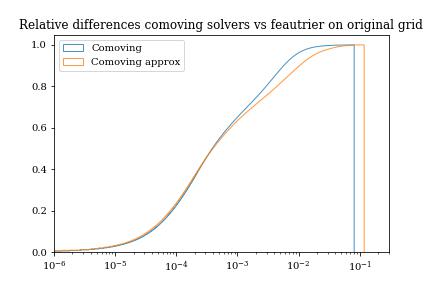 Relative differences comoving solvers vs feautrier on original grid
Comoving
Comoving approx
1.0
0.8
0.6
0.4
0.2
0.0
10⁻⁶ 10⁻⁵ 10⁻⁴ 10⁻³ 10⁻² 10⁻¹